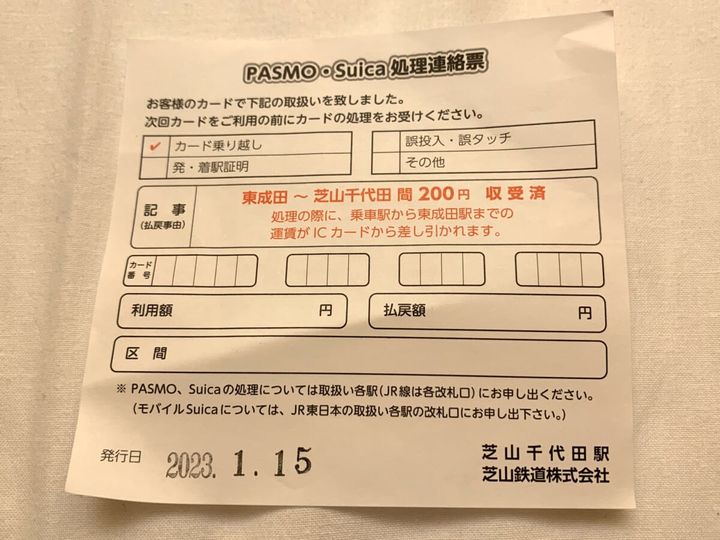 PASMO・Suica 処理連絡票
お客様のカードで下記の取扱いを致しました。
次回カードをご利用の前にカードの処理をお受けください。
✓ カード乗り越し
誤投入・誤タッチ
発・着駅証明
その他
記事
(払戻事由)
東成田 ～ 芝山千代田 間 200円 収受済
処理の際に、乗車駅から東成田駅までの
運賃がICカードから差し引かれます。
カード
番号
利用額 円
払戻額 円
区間
※ PASMO、Suicaの処理については取扱い各駅(JR線は各改札口)にお申し出ください。
(モバイルSuicaについては、JR東日本の取扱い各駅の改札口にお申し出下さい。)
発行日 2023. 1. 15
芝山千代田駅
芝山鉄道株式会社